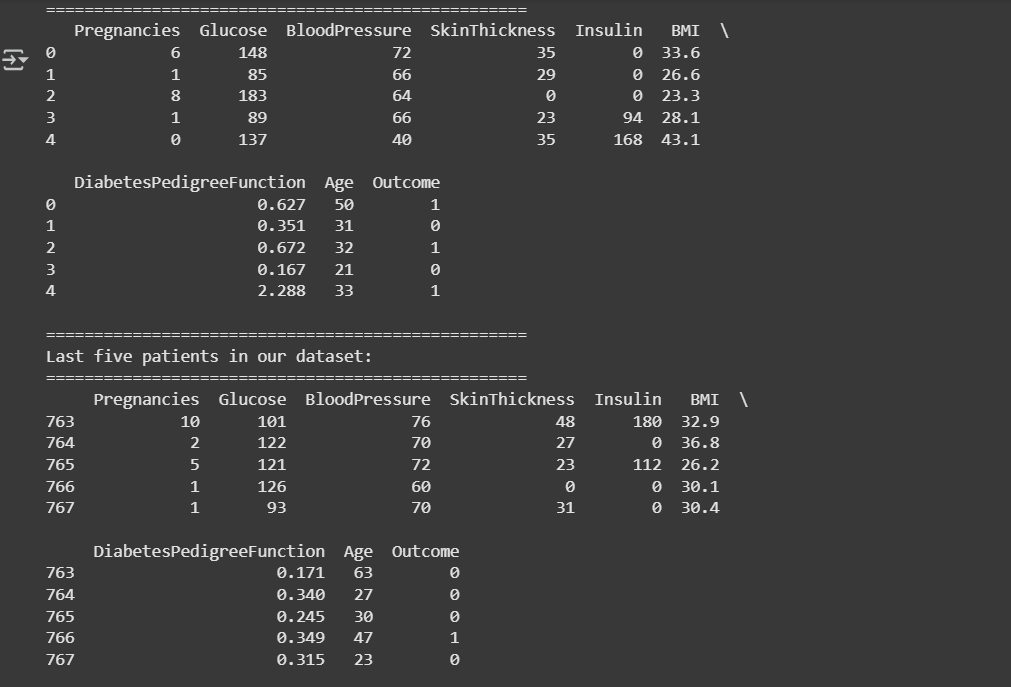 ==================================================
   Pregnancies  Glucose  BloodPressure  SkinThickness  Insulin   BMI  \
0            6      148             72             35        0  33.6
1            1       85             66             29        0  26.6
2            8      183             64              0        0  23.3
3            1       89             66             23       94  28.1
4            0      137             40             35      168  43.1
   DiabetesPedigreeFunction  Age  Outcome
0                     0.627   50        1
1                     0.351   31        0
2                     0.672   32        1
3                     0.167   21        0
4                     2.288   33        1
==================================================
Last five patients in our dataset:
==================================================
     Pregnancies  Glucose  BloodPressure  SkinThickness  Insulin   BMI  \
763           10      101             76             48      180  32.9
764            2      122             70             27        0  36.8
765            5      121             72             23      112  26.2
766            1      126             60              0        0  30.1
767            1       93             70             31        0  30.4
     DiabetesPedigreeFunction  Age  Outcome
763                     0.171   63        0
764                     0.340   27        0
765                     0.245   30        0
766                     0.349   47        1
767                     0.315   23        0